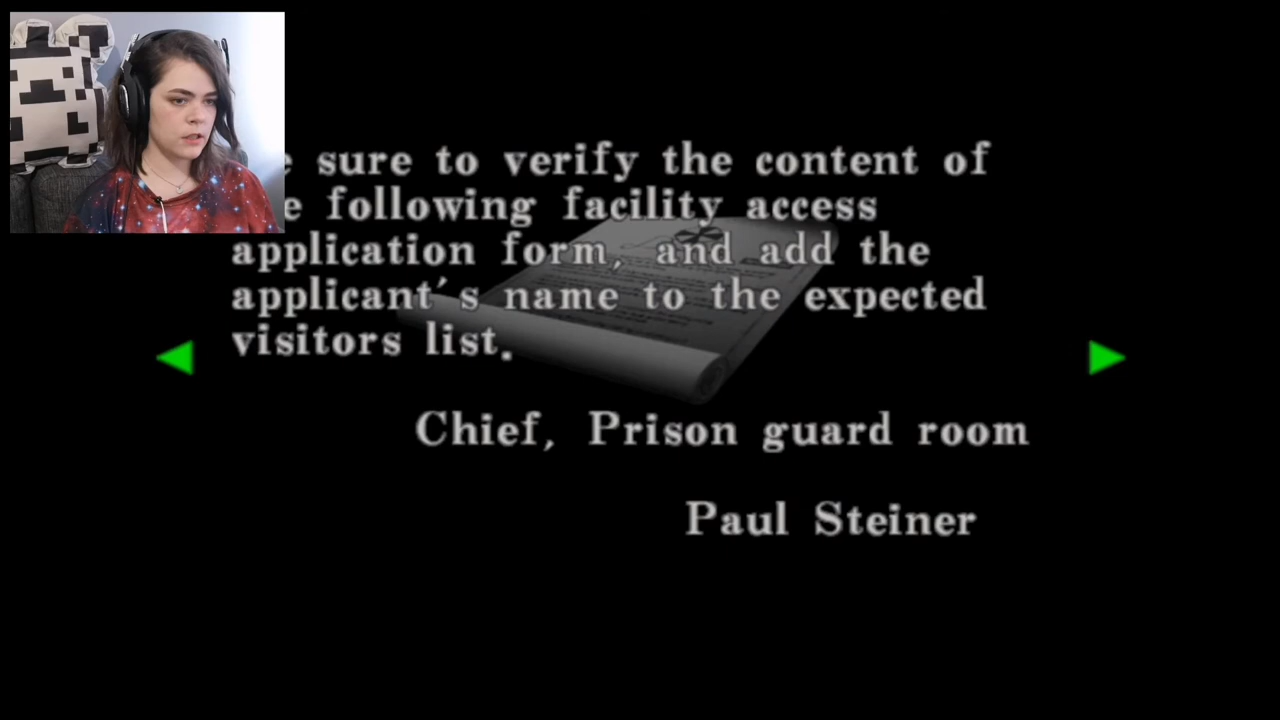 sure to verify the content of
following facility access
application form, and add the
applicant's name to the expected
visitors list.
Chief, Prison guard room
Paul Steiner